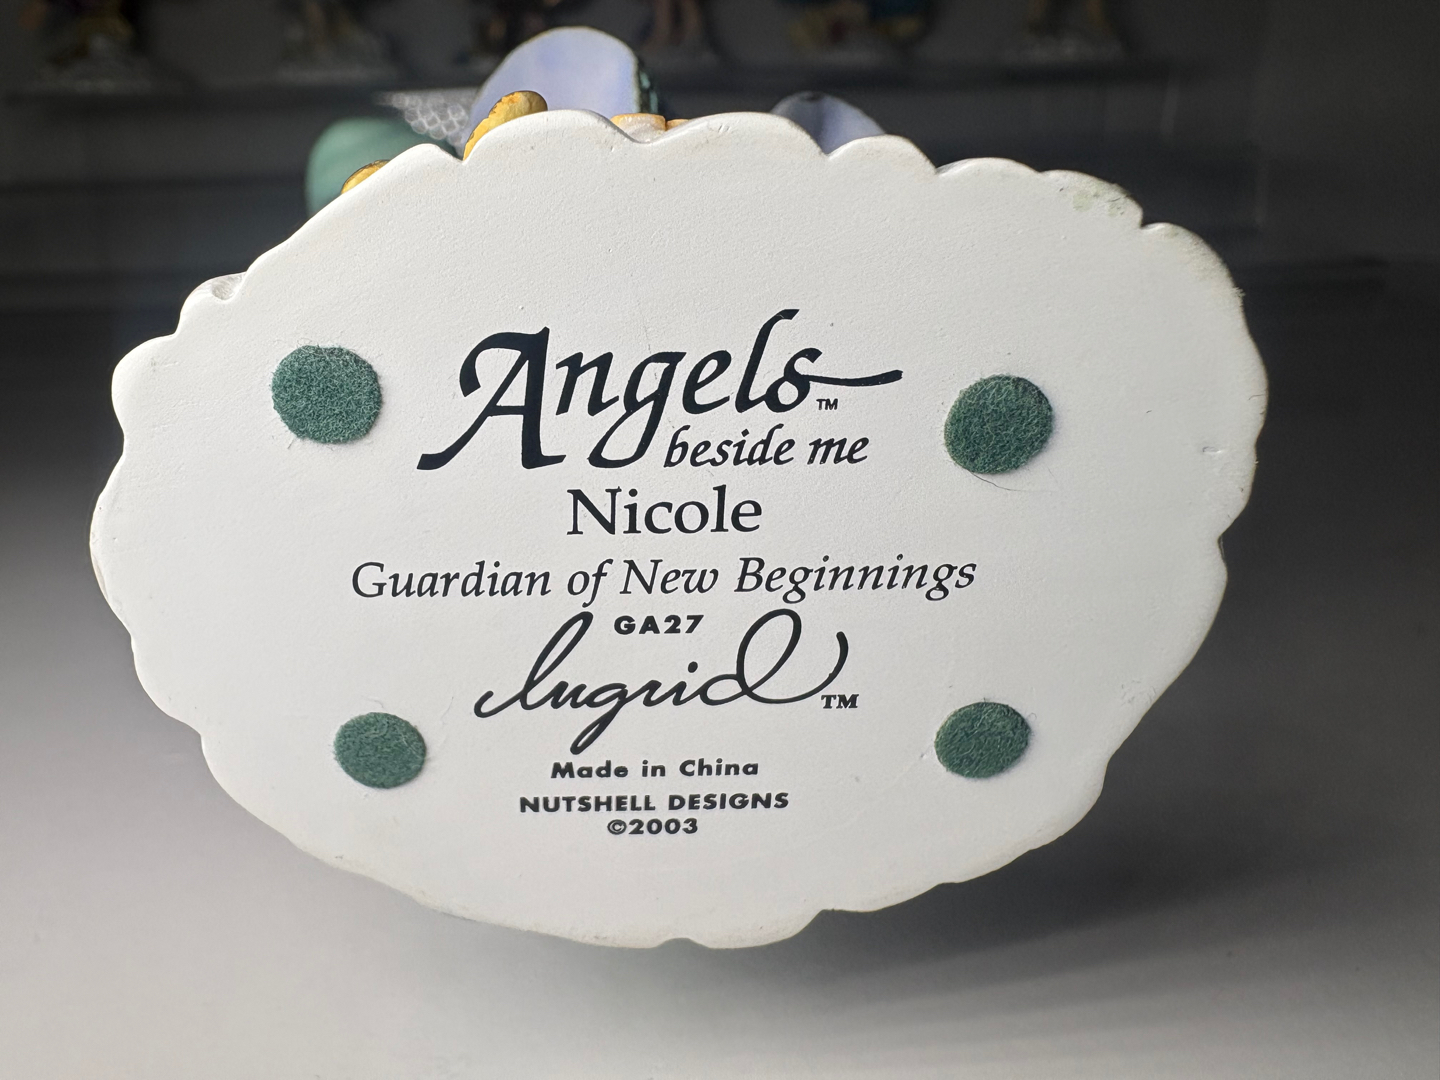 Angels™
beside me
Nicole
Guardian of New Beginnings
GA27
Ingrid™
Made in China
NUTSHELL DESIGNS
©2003